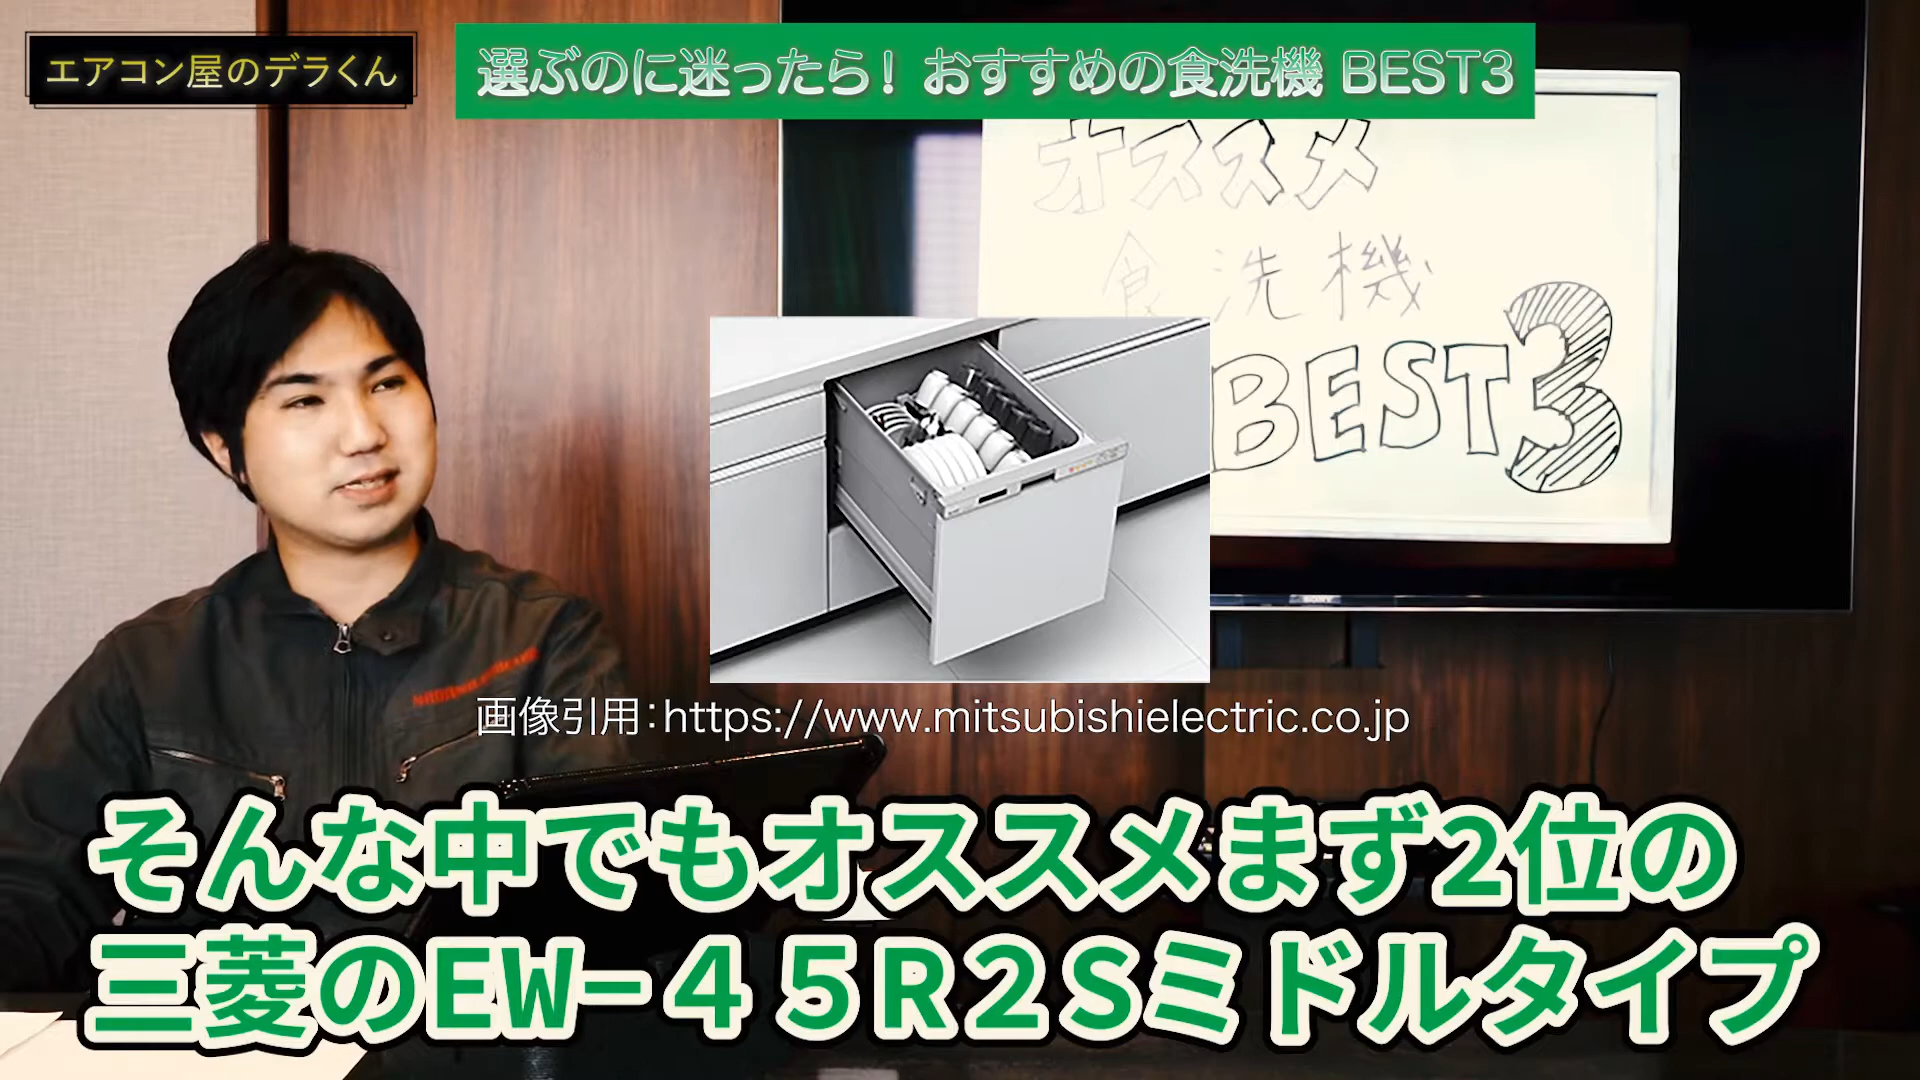 エアコン屋のデラくん
選ぶのに迷ったら！ おすすめの食洗機 BEST3
オススメ
食洗機
BEST3
SONY
画像引用：https://www.mitsubishielectric.co.jp
そんな中でもオススメまず2位の
三菱のEW-４５R２Sミドルタイプ